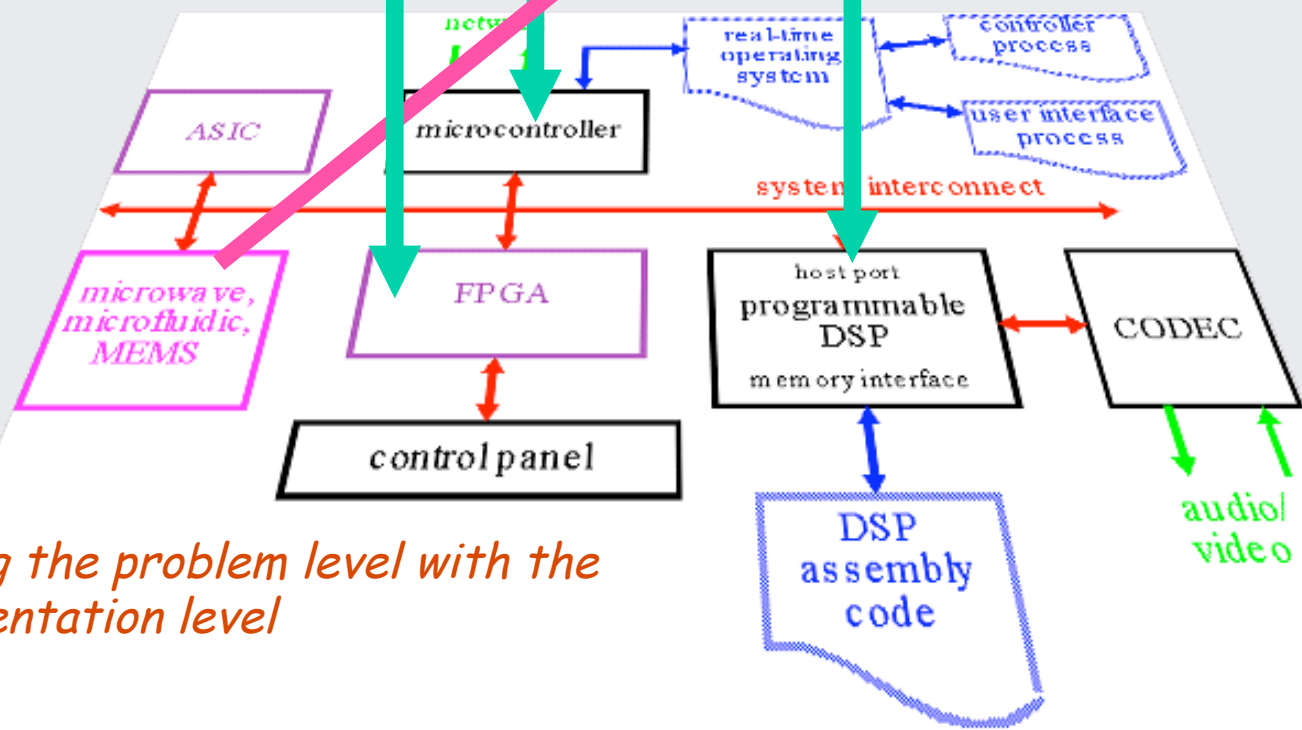 real-time
operating
system
controller
process
user interface
process
ASIC
microcontroller
system interconnect
microwave,
microfluidic,
MEMS
FPGA
host port
programmable
DSP
memory interface
CODEC
control panel
DSP
assembly
code
audio/
video
the problem level with the
level